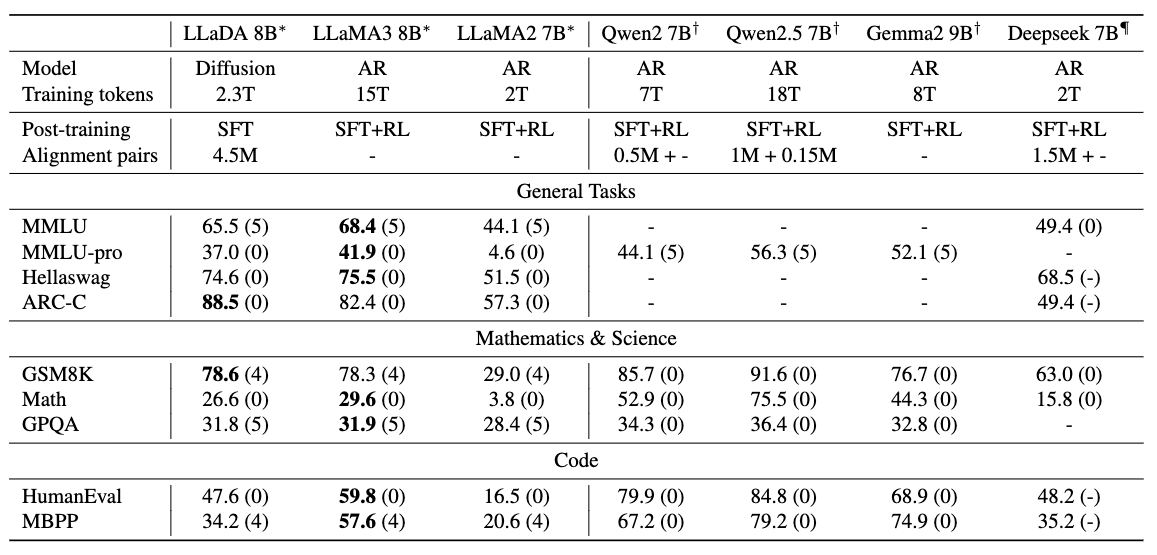 LLaDA 8B* LLaMA3 8B* LLaMA2 7B* Qwen2 7B† Qwen2.5 7B† Gemma2 9B† Deepseek 7B¶
Model Diffusion AR AR AR AR AR AR
Training tokens 2.3T 15T 2T 7T 18T 8T 2T
Post-training SFT SFT+RL SFT+RL SFT+RL SFT+RL SFT+RL SFT+RL
Alignment pairs 4.5M - - 0.5M + - 1M + 0.15M - 1.5M + -
General Tasks
MMLU 65.5 (5) 68.4 (5) 44.1 (5) - - - 49.4 (0)
MMLU-pro 37.0 (0) 41.9 (0) 4.6 (0) 44.1 (5) 56.3 (5) 52.1 (5) -
Hellaswag 74.6 (0) 75.5 (0) 51.5 (0) - - - 68.5 (-)
ARC-C 88.5 (0) 82.4 (0) 57.3 (0) - - - 49.4 (-)
Mathematics & Science
GSM8K 78.6 (4) 78.3 (4) 29.0 (4) 85.7 (0) 91.6 (0) 76.7 (0) 63.0 (0)
Math 26.6 (0) 29.6 (0) 3.8 (0) 52.9 (0) 75.5 (0) 44.3 (0) 15.8 (0)
GPQA 31.8 (5) 31.9 (5) 28.4 (5) 34.3 (0) 36.4 (0) 32.8 (0) -
Code
HumanEval 47.6 (0) 59.8 (0) 16.5 (0) 79.9 (0) 84.8 (0) 68.9 (0) 48.2 (-)
MBPP 34.2 (4) 57.6 (4) 20.6 (4) 67.2 (0) 79.2 (0) 74.9 (0) 35.2 (-)